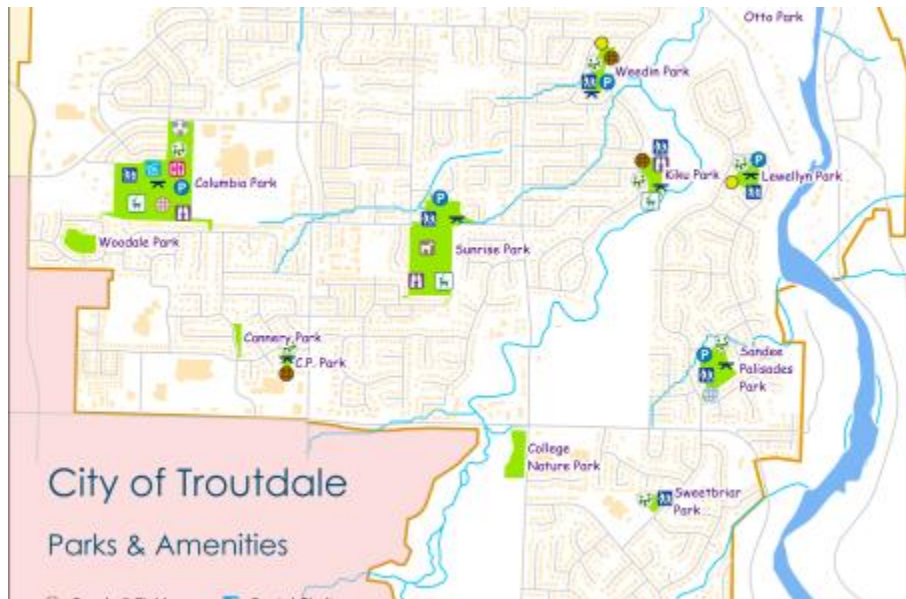 Otto Park
Weedin Park
P
P
Columbia Park
P
Kiku Park
Lewellyn Park
P
Woodale Park
Sunrise Park
Cannery Park
C.P. Park
P
Sandee
Palisades
Park
College
Nature Park
Sweetbriar
Park
City of Troutdale
Parks & Amenities